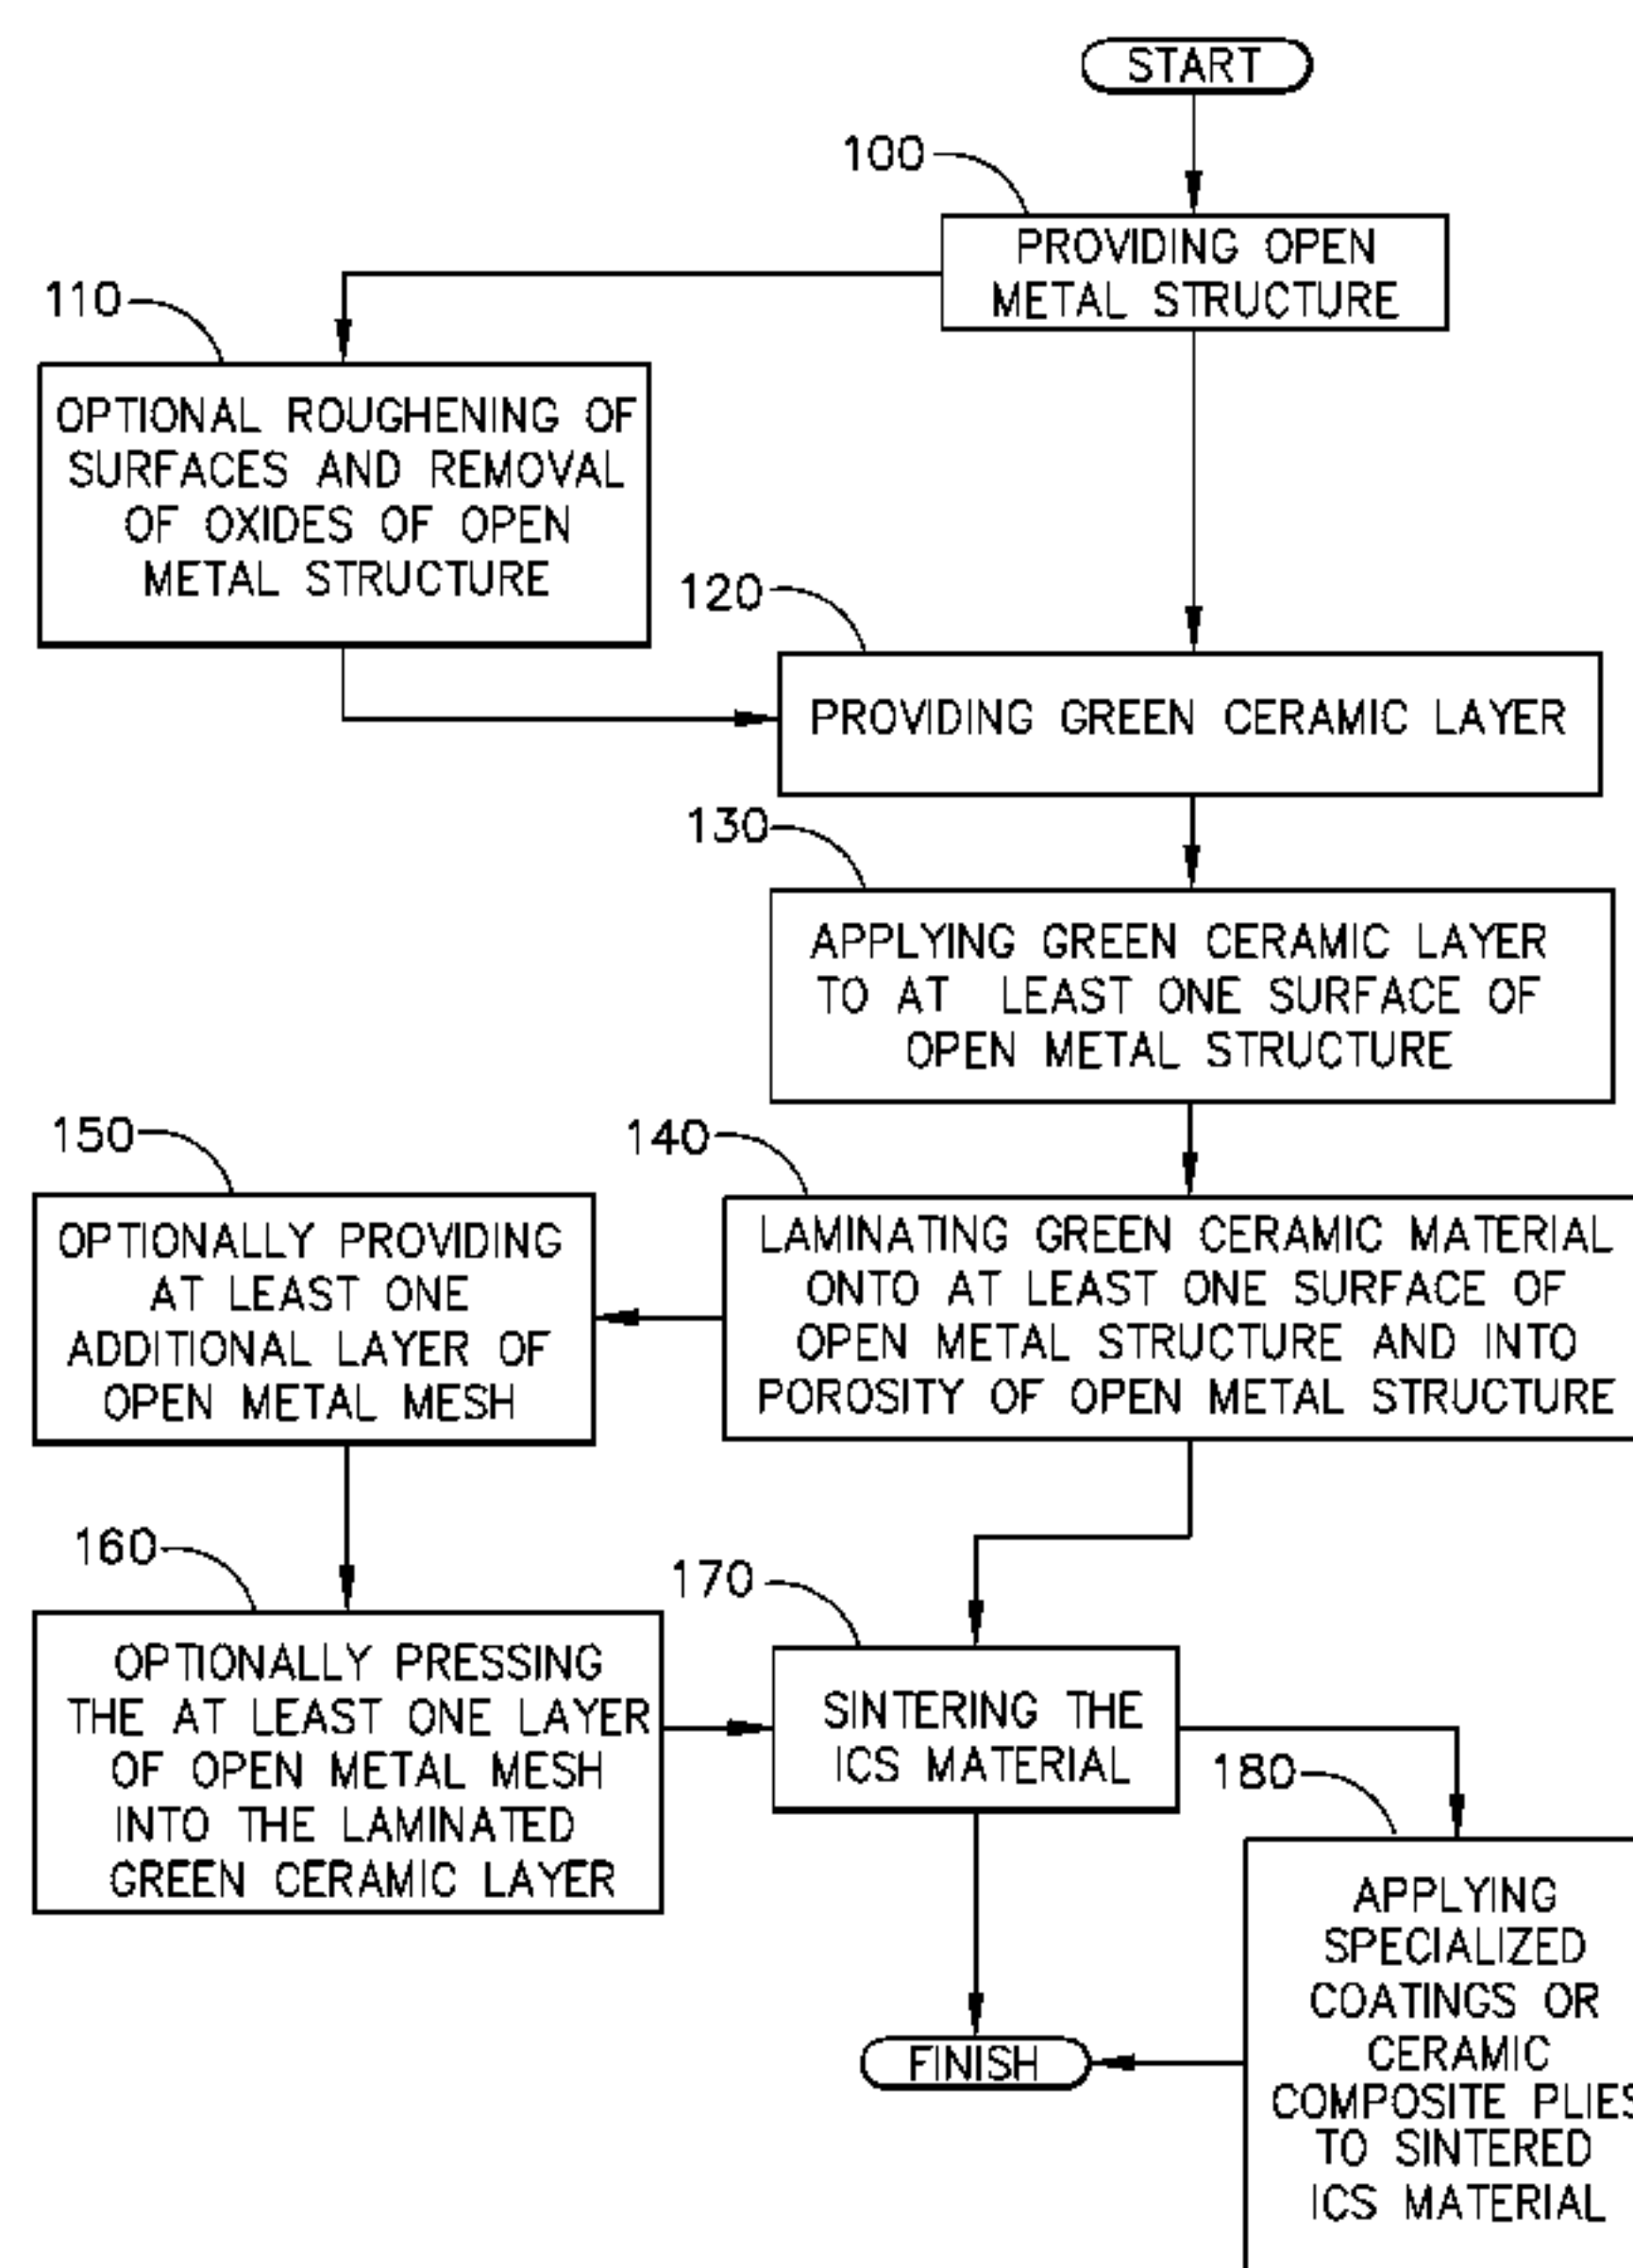 START
100
PROVIDING OPEN
METAL STRUCTURE
110
OPTIONAL ROUGHENING OF
SURFACES AND REMOVAL
OF OXIDES OF OPEN
METAL STRUCTURE
120
PROVIDING GREEN CERAMIC LAYER
130
APPLYING GREEN CERAMIC LAYER
TO AT LEAST ONE SURFACE OF
OPEN METAL STRUCTURE
140
LAMINATING GREEN CERAMIC MATERIAL
ONTO AT LEAST ONE SURFACE OF
OPEN METAL STRUCTURE AND INTO
POROSITY OF OPEN METAL STRUCTURE
150
OPTIONALLY PROVIDING
AT LEAST ONE
ADDITIONAL LAYER OF
OPEN METAL MESH
160
OPTIONALLY PRESSING
THE AT LEAST ONE LAYER
OF OPEN METAL MESH
INTO THE LAMINATED
GREEN CERAMIC LAYER
170
SINTERING THE
ICS MATERIAL
180
APPLYING
SPECIALIZED
COATINGS OR
CERAMIC
COMPOSITE PLIES
TO SINTERED
ICS MATERIAL
FINISH